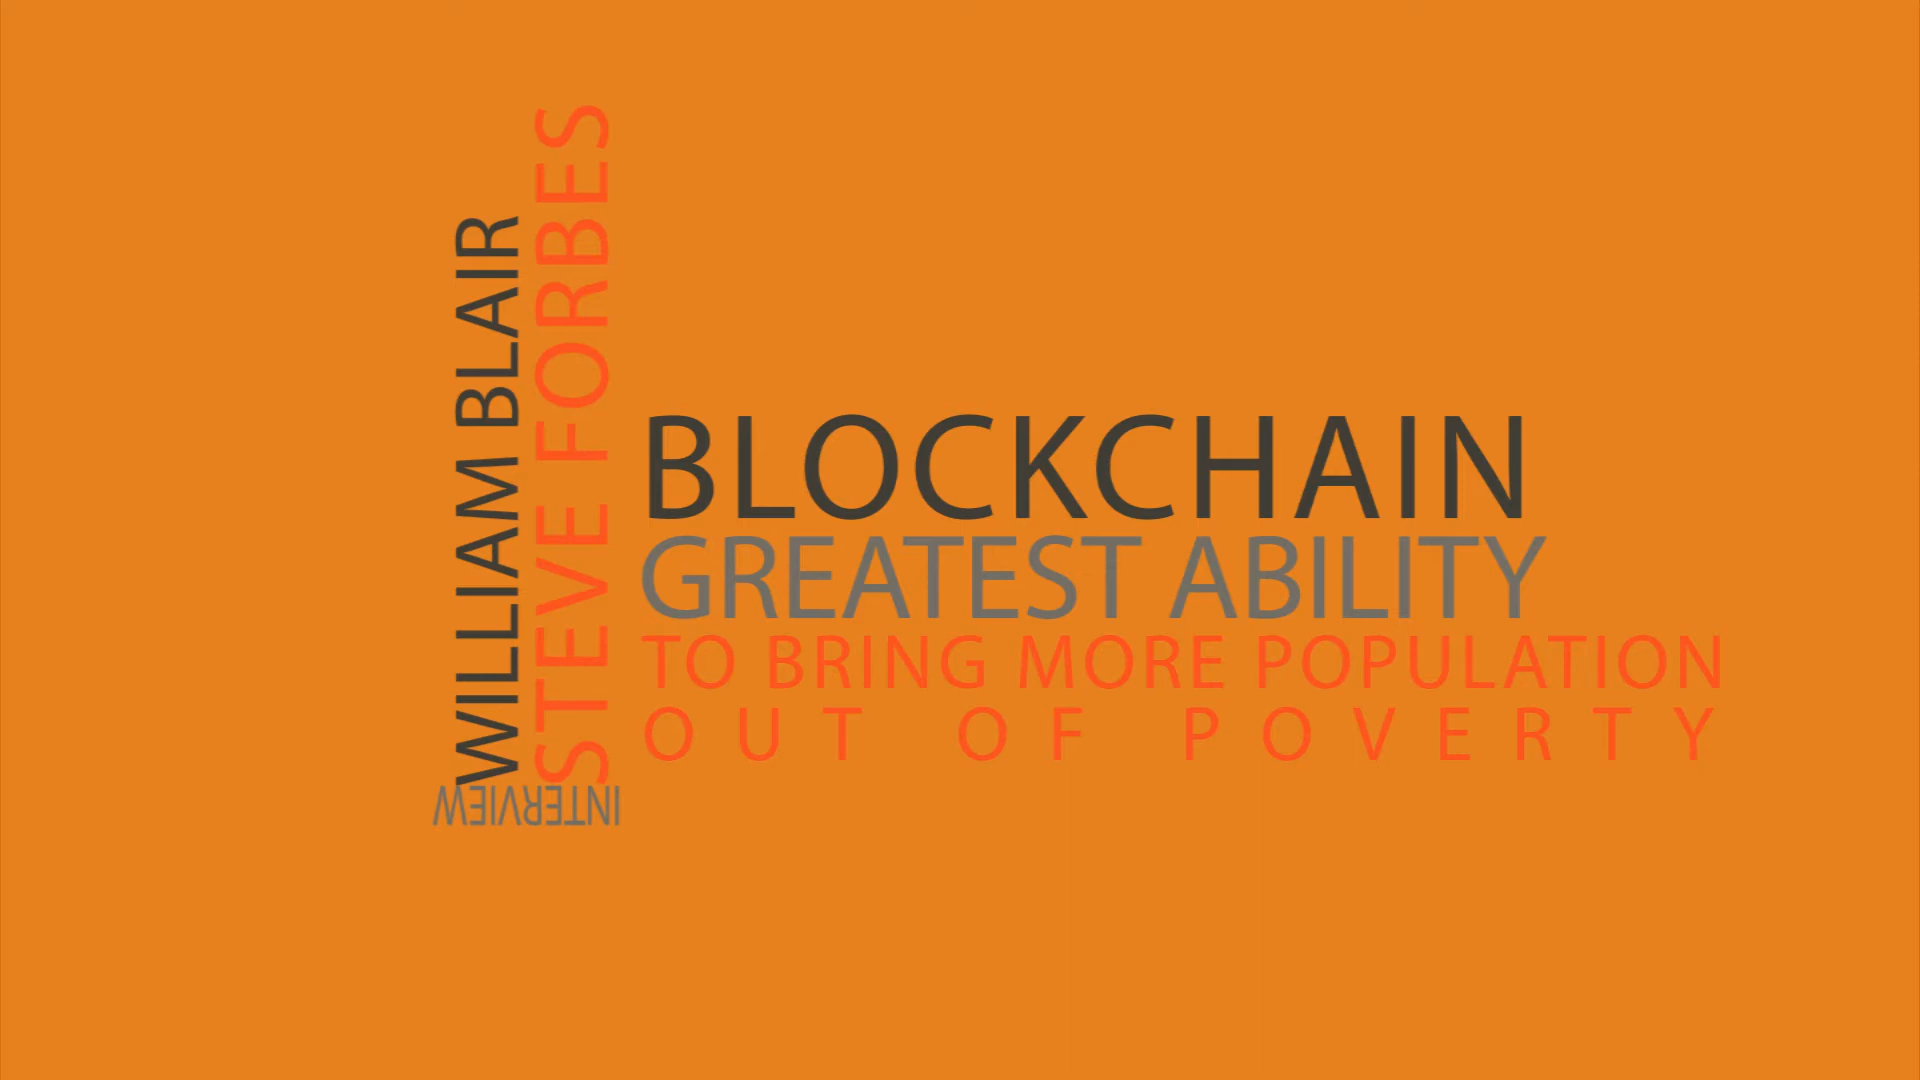 INTERVIEW
WILLIAM BLAIR
STEVE FORBES
BLOCKCHAIN
GREATEST ABILITY
TO BRING MORE POPULATION
OUT OF POVERTY